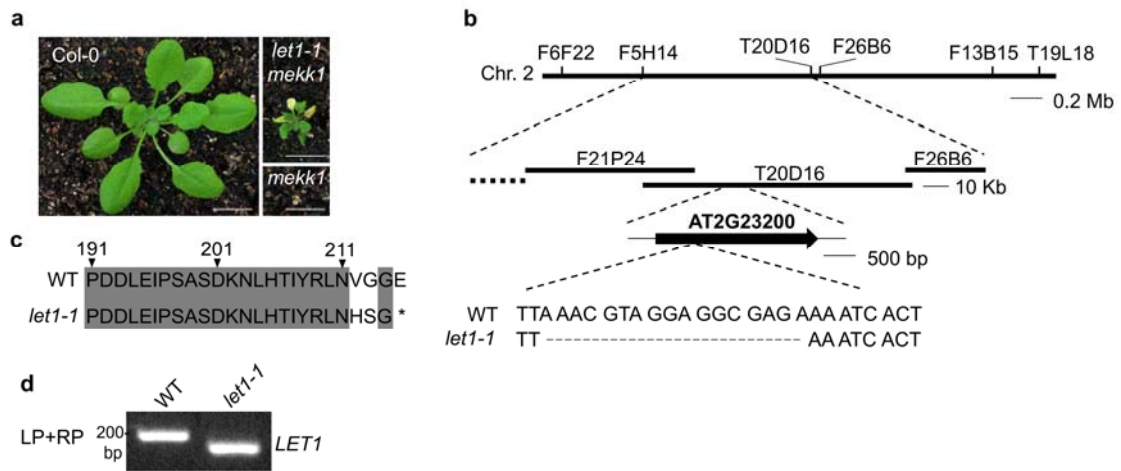 a
Col-0
let1-1
mekk1
mekk1
b
F6F22 F5H14 T20D16 F26B6 F13B15 T19L18
Chr. 2
0.2 Mb
F21P24 T20D16 F26B6
10 Kb
AT2G23200
500 bp
WT TTA AAC GTA GGA GGC GAG AAA ATC ACT
let1-1 TT AA ATC ACT
c
191 201 211
WT PDDLEIPSASDKNLHTIYRLNVGGE
let1-1 PDDLEIPSASDKNLHTIYRLNHSG *
d
WT let1-1
LP+RP 200 bp LET1